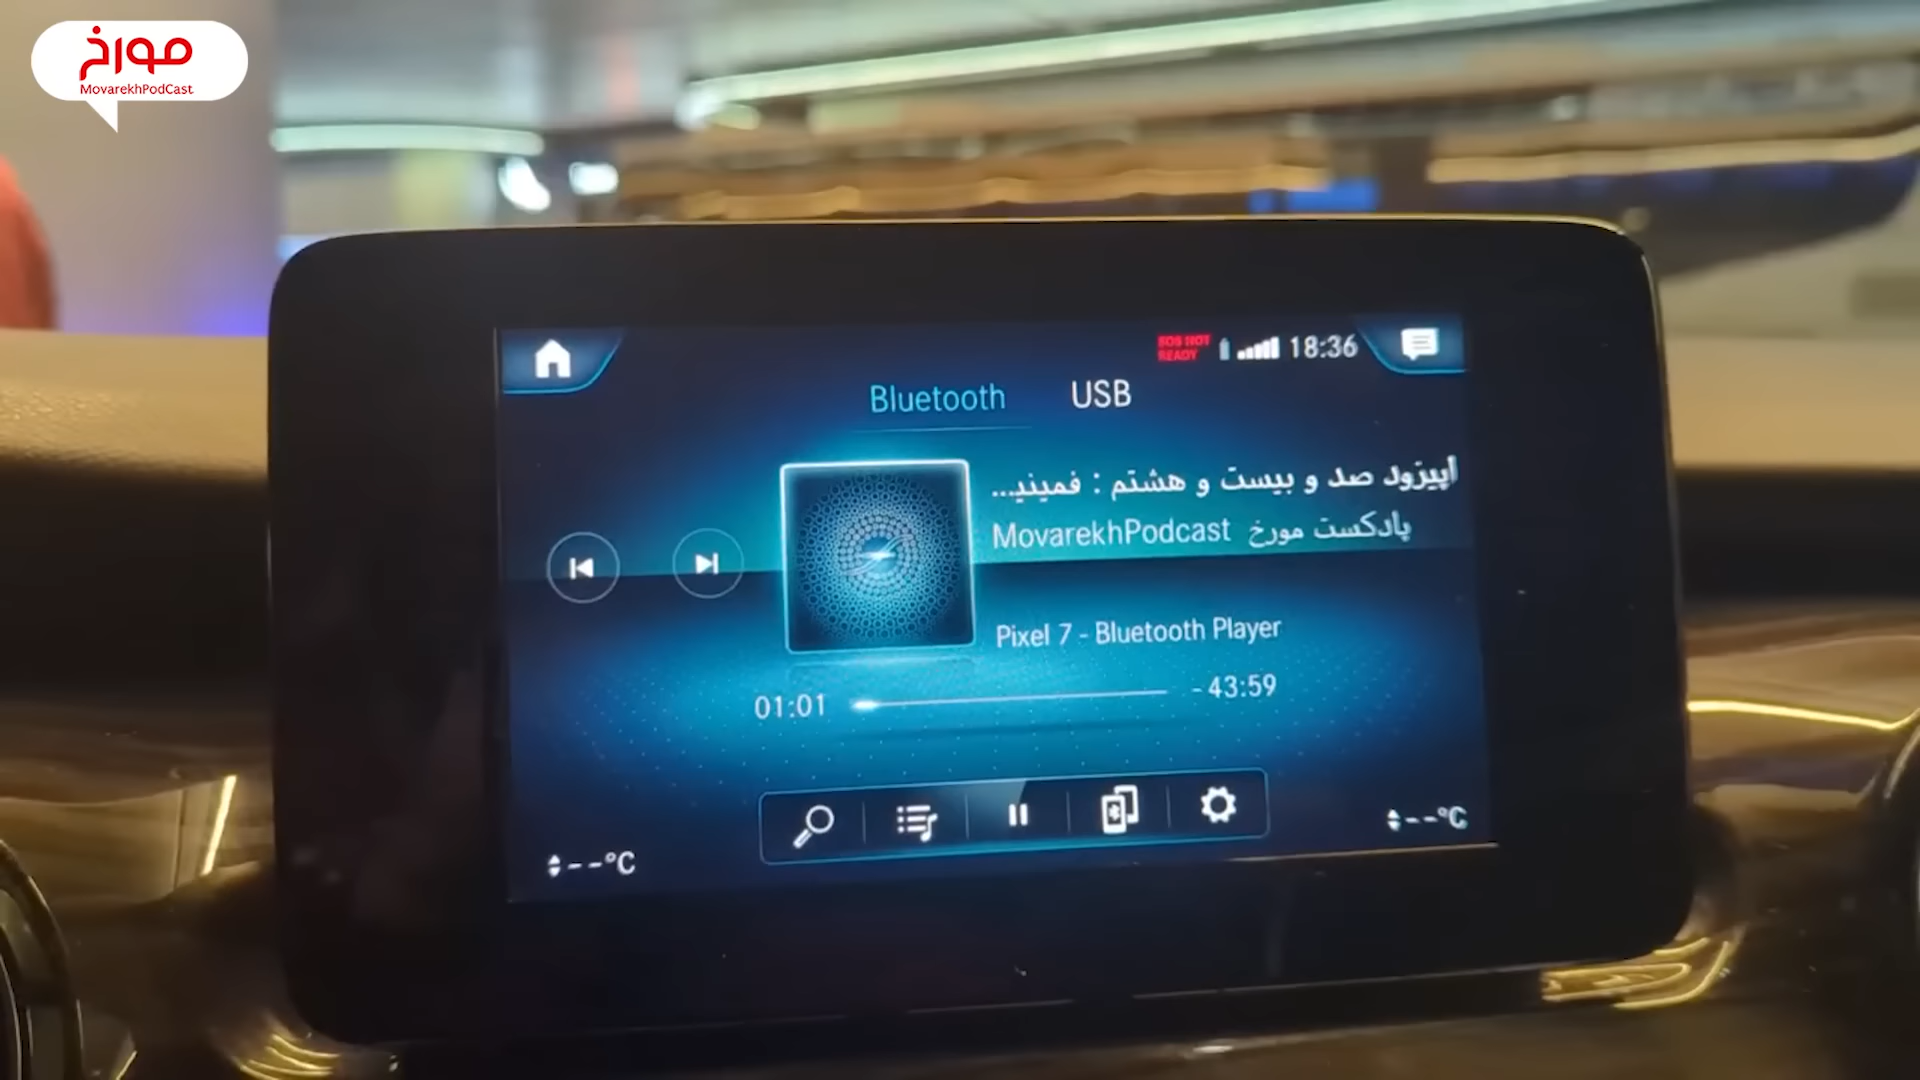 مورخ
MovarekhPodCast
SOS NOT
READY
18:36
Bluetooth
USB
اپیزود صد و بیست و هشتم : فمینیـ...
MovarekhPodcast پادکست مورخ
Pixel 7 - Bluetooth Player
01:01
- 43:59
--°C
--°C